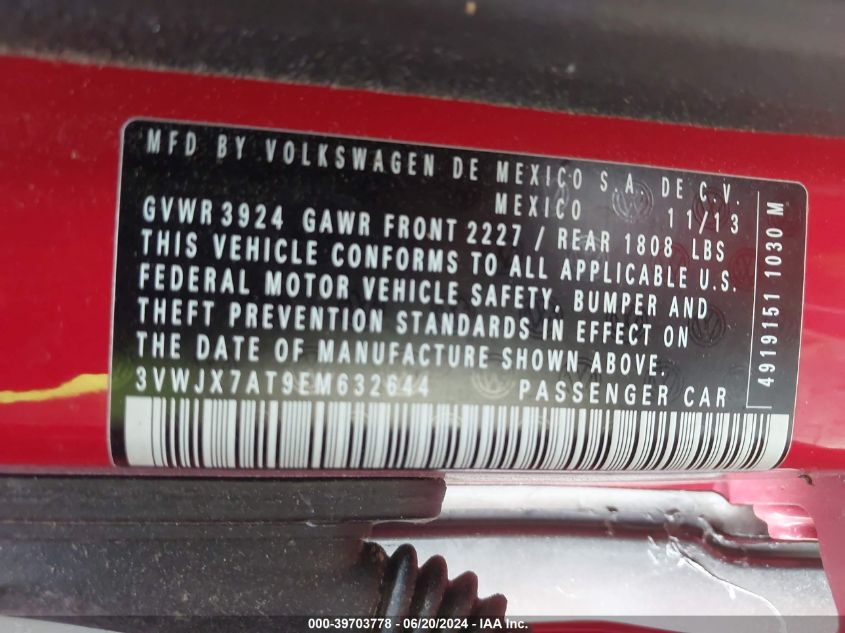 MFD BY VOLKSWAGEN DE MEXICO S.A. DE C.V.
MEXICO 11/13
GVWR 3924 GAWR FRONT 2227 / REAR 1808 LBS
THIS VEHICLE CONFORMS TO ALL APPLICABLE U.S.
FEDERAL MOTOR VEHICLE SAFETY, BUMPER AND
THEFT PREVENTION STANDARDS IN EFFECT ON
THE DATE OF MANUFACTURE SHOWN ABOVE.
3VWJX7AT9EM632644 PASSENGER CAR
4919151 1030 M
000-39703778 - 06/20/2024 - IAA Inc.